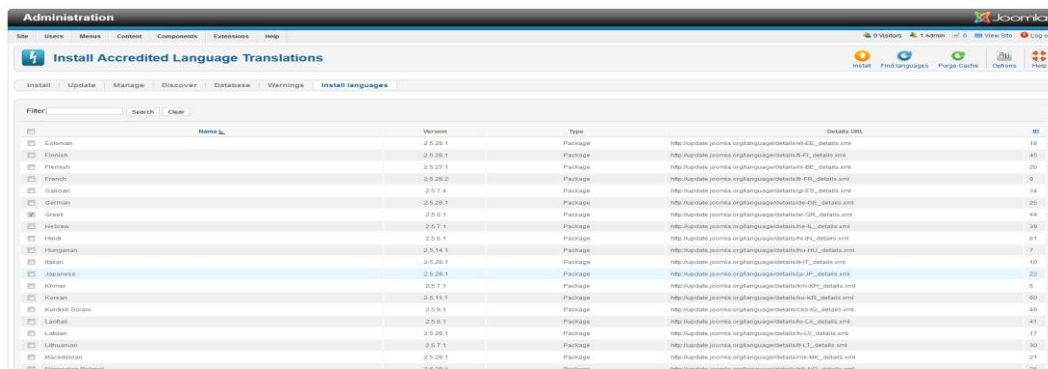 Administration
Joomla
Site Users Menus Content Components Extensions Help
0 Visitors 1 Admin 0 View Site Log o
Install Accredited Language Translations
Install Find languages Purge Cache Options Help
Install Update Manage Discover Database Warnings Install languages
Filter: Search Clear
Name Version Type Details URL ID
Estonian 2.5.28.1 Package http://update.joomla.org/language/details/et-EE_details.xml 18
Finnish 2.5.28.1 Package http://update.joomla.org/language/details/fi-FI_details.xml 45
Flemish 2.5.27.1 Package http://update.joomla.org/language/details/nl-BE_details.xml 20
French 2.5.28.2 Package http://update.joomla.org/language/details/fr-FR_details.xml 9
Galician 2.5.7.4 Package http://update.joomla.org/language/details/gl-ES_details.xml 34
German 2.5.28.1 Package http://update.joomla.org/language/details/de-DE_details.xml 25
Greek 2.5.6.1 Package http://update.joomla.org/language/details/el-GR_details.xml 44
Hebrew 2.5.7.1 Package http://update.joomla.org/language/details/he-IL_details.xml 39
Hindi 2.5.6.1 Package http://update.joomla.org/language/details/hi-IN_details.xml 61
Hungarian 2.5.14.1 Package http://update.joomla.org/language/details/hu-HU_details.xml 7
Italian 2.5.28.1 Package http://update.joomla.org/language/details/it-IT_details.xml 10
Japanese 2.5.28.1 Package http://update.joomla.org/language/details/ja-JP_details.xml 22
Khmer 2.5.7.1 Package http://update.joomla.org/language/details/km-KH_details.xml 5
Korean 2.5.11.1 Package http://update.joomla.org/language/details/ko-KR_details.xml 50
Kurdish Sorani 2.5.9.1 Package http://update.joomla.org/language/details/ckb-IQ_details.xml 49
Laotian 2.5.6.1 Package http://update.joomla.org/language/details/lo-LA_details.xml 41
Latvian 2.5.28.1 Package http://update.joomla.org/language/details/lv-LV_details.xml 17
Lithuanian 2.5.7.1 Package http://update.joomla.org/language/details/lt-LT_details.xml 30
Macedonian 2.5.28.1 Package http://update.joomla.org/language/details/mk-MK_details.xml 21